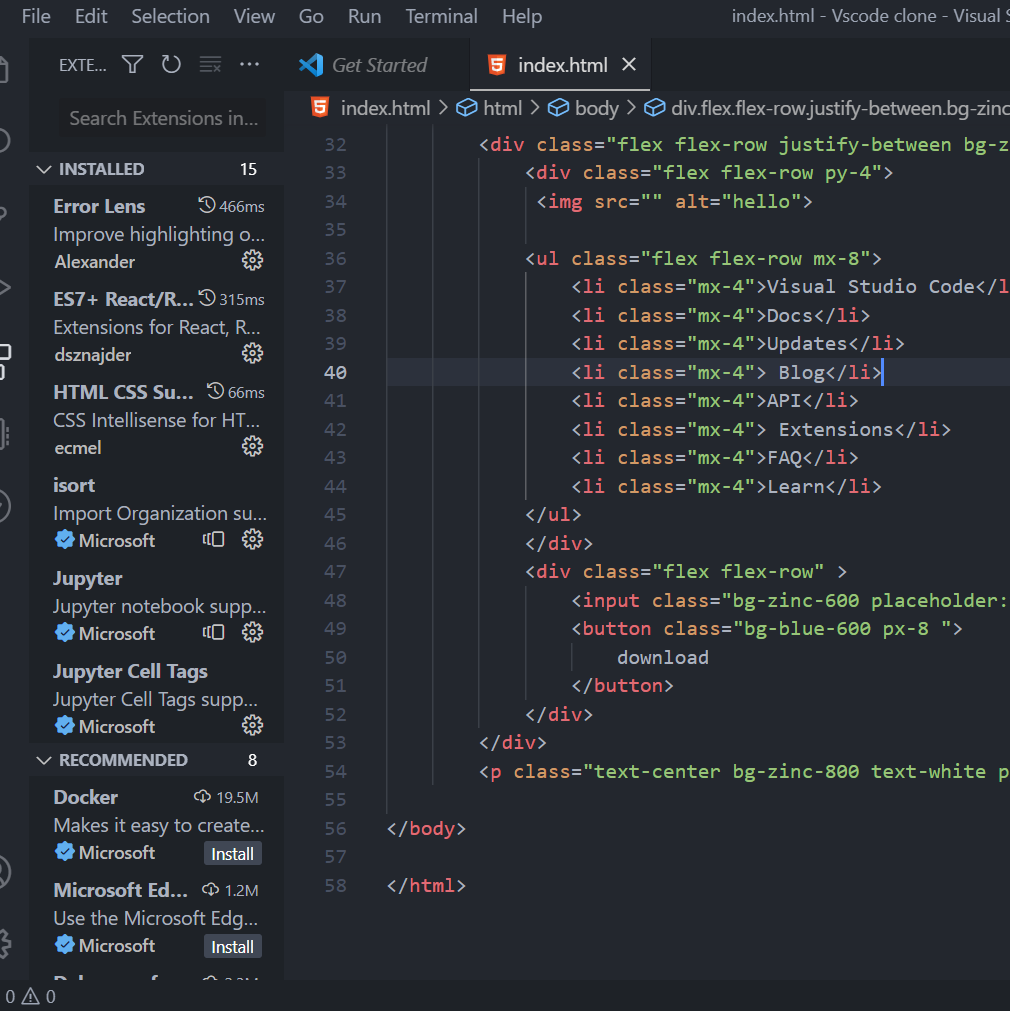 File Edit Selection View Go Run Terminal Help index.html - Vscode clone - Visual
EXTE... Get Started index.html
index.html > html > body > div.flex.flex-row.justify-between.bg-zinc
Search Extensions in...
INSTALLED 15
Error Lens 466ms
Improve highlighting o...
Alexander
ES7+ React/R... 315ms
Extensions for React, R...
dsznajder
HTML CSS Su... 66ms
CSS Intellisense for HT...
ecmel
isort
Import Organization su...
Microsoft
Jupyter
Jupyter notebook supp...
Microsoft
Jupyter Cell Tags
Jupyter Cell Tags supp...
Microsoft
RECOMMENDED 8
Docker 19.5M
Makes it easy to create...
Microsoft Install
Microsoft Ed... 1.2M
Use the Microsoft Edg...
Microsoft Install
32 <div class="flex flex-row justify-between bg-z
33 <div class="flex flex-row py-4">
34 <img src="" alt="hello">
35
36 <ul class="flex flex-row mx-8">
37 <li class="mx-4">Visual Studio Code</l
38 <li class="mx-4">Docs</li>
39 <li class="mx-4">Updates</li>
40 <li class="mx-4"> Blog</li>
41 <li class="mx-4">API</li>
42 <li class="mx-4"> Extensions</li>
43 <li class="mx-4">FAQ</li>
44 <li class="mx-4">Learn</li>
45 </ul>
46 </div>
47 <div class="flex flex-row" >
48 <input class="bg-zinc-600 placeholder:
49 <button class="bg-blue-600 px-8 ">
50 download
51 </button>
52 </div>
53 </div>
54 <p class="text-center bg-zinc-800 text-white p
55
56 </body>
57
58 </html>
0 0